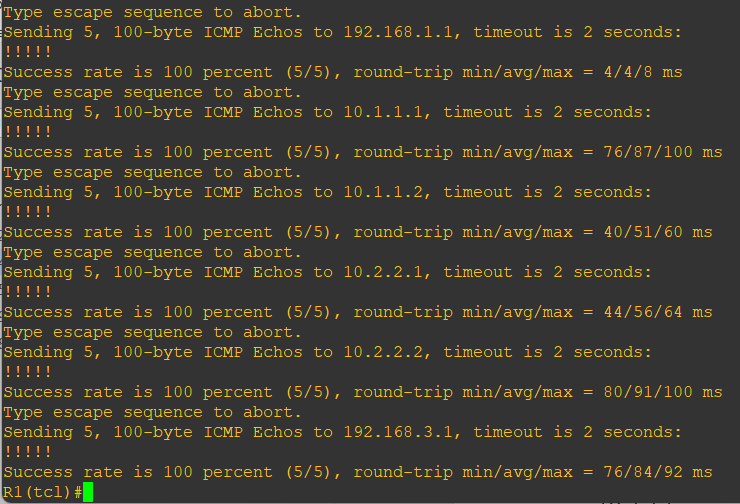 Type escape sequence to abort.
Sending 5, 100-byte ICMP Echos to 192.168.1.1, timeout is 2 seconds:
!!!!!
Success rate is 100 percent (5/5), round-trip min/avg/max = 4/4/8 ms
Type escape sequence to abort.
Sending 5, 100-byte ICMP Echos to 10.1.1.1, timeout is 2 seconds:
!!!!!
Success rate is 100 percent (5/5), round-trip min/avg/max = 76/87/100 ms
Type escape sequence to abort.
Sending 5, 100-byte ICMP Echos to 10.1.1.2, timeout is 2 seconds:
!!!!!
Success rate is 100 percent (5/5), round-trip min/avg/max = 40/51/60 ms
Type escape sequence to abort.
Sending 5, 100-byte ICMP Echos to 10.2.2.1, timeout is 2 seconds:
!!!!!
Success rate is 100 percent (5/5), round-trip min/avg/max = 44/56/64 ms
Type escape sequence to abort.
Sending 5, 100-byte ICMP Echos to 10.2.2.2, timeout is 2 seconds:
!!!!!
Success rate is 100 percent (5/5), round-trip min/avg/max = 80/91/100 ms
Type escape sequence to abort.
Sending 5, 100-byte ICMP Echos to 192.168.3.1, timeout is 2 seconds:
!!!!!
Success rate is 100 percent (5/5), round-trip min/avg/max = 76/84/92 ms
R1(tcl)#